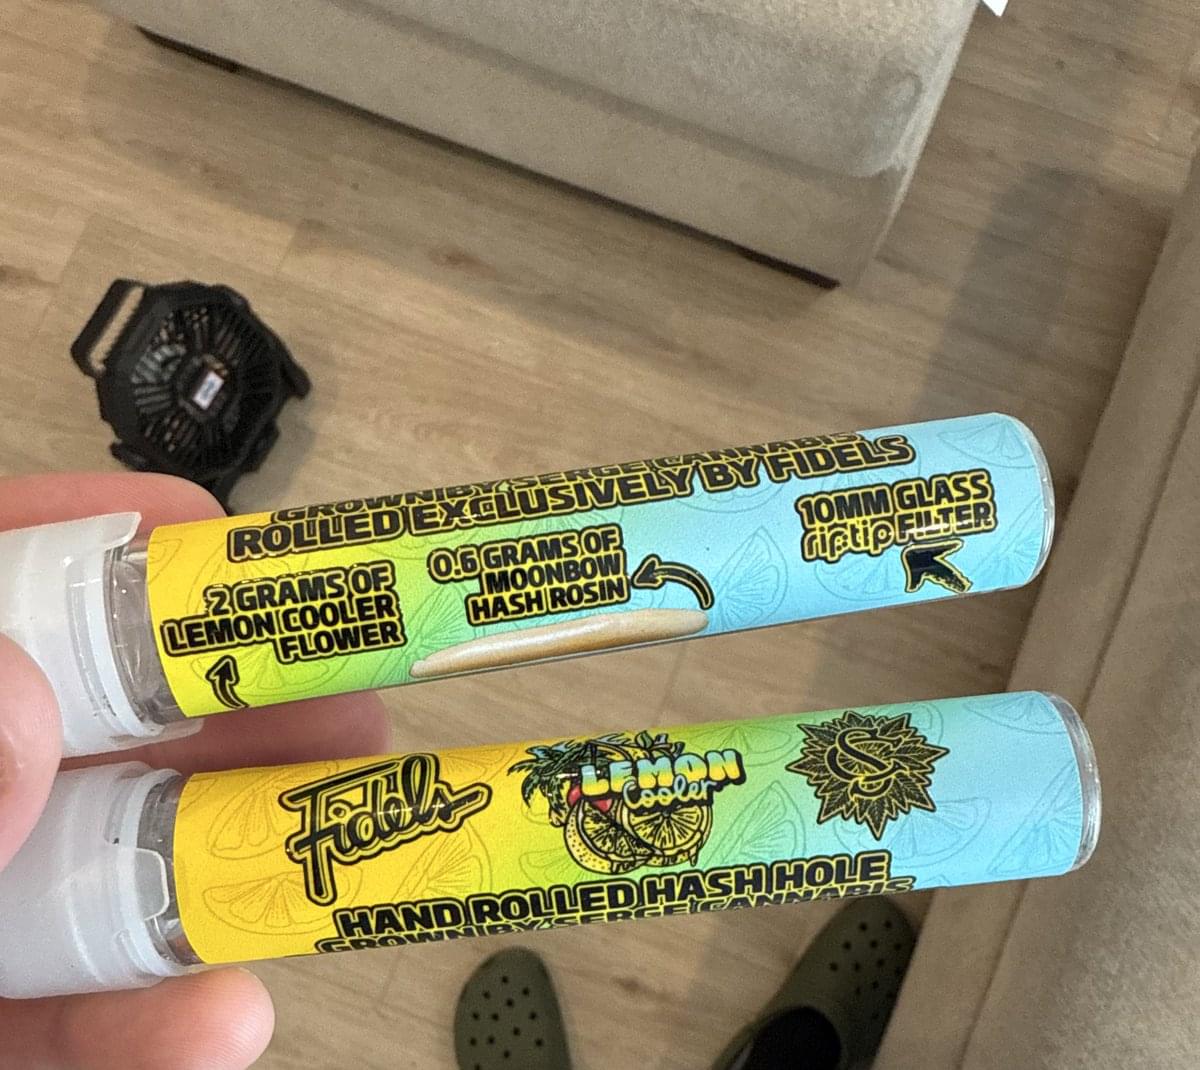 GROWN BY SERGE CANNABIS
ROLLED EXCLUSIVELY BY FIDELS
2 GRAMS OF
LEMON COOLER
FLOWER
0.6 GRAMS OF
MOONBOW
HASH ROSIN
10MM GLASS
riptip FILTER
Fidels
LEMON
Cooler
SC
HAND ROLLED HASH HOLE
GROWN BY SERGE CANNABIS